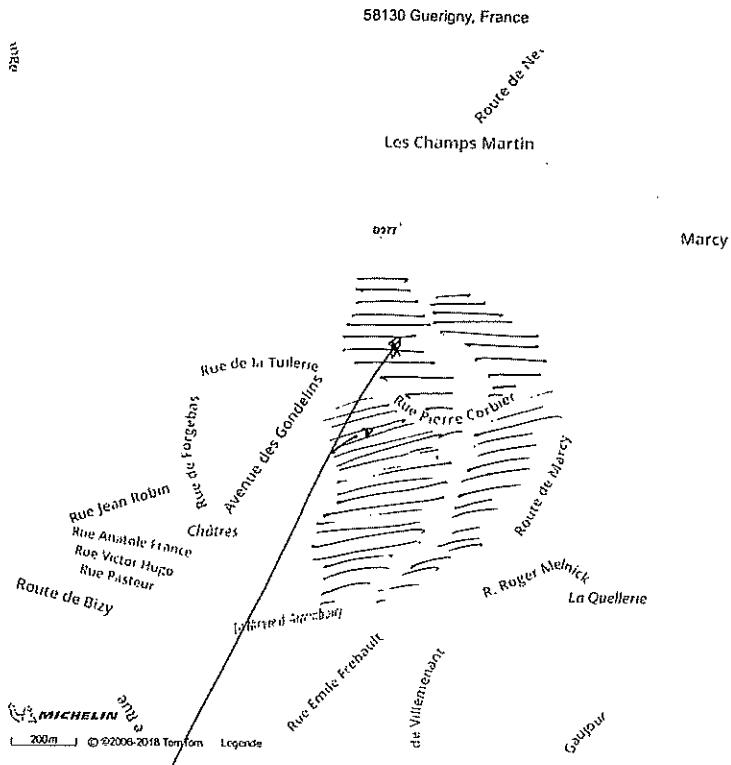 58130 Guerigny, France
Route de Ne
Les Champs Martin
D977
Marcy
Rue de la Tuilerie
Rue Pierre Corbier
Avenue des Gondelins
Rue de Forgebas
Route de Marcy
Rue Jean Robin
Châtres
Rue Anatole France
Rue Victor Hugo
Rue Pasteur
Route de Bizy
R. Roger Melnick
La Quellerie
Rue Emile Frebault
de Villemenant
e Rue
Gaujour
MICHELIN
200m © ©2006-2018 TomTom Legende